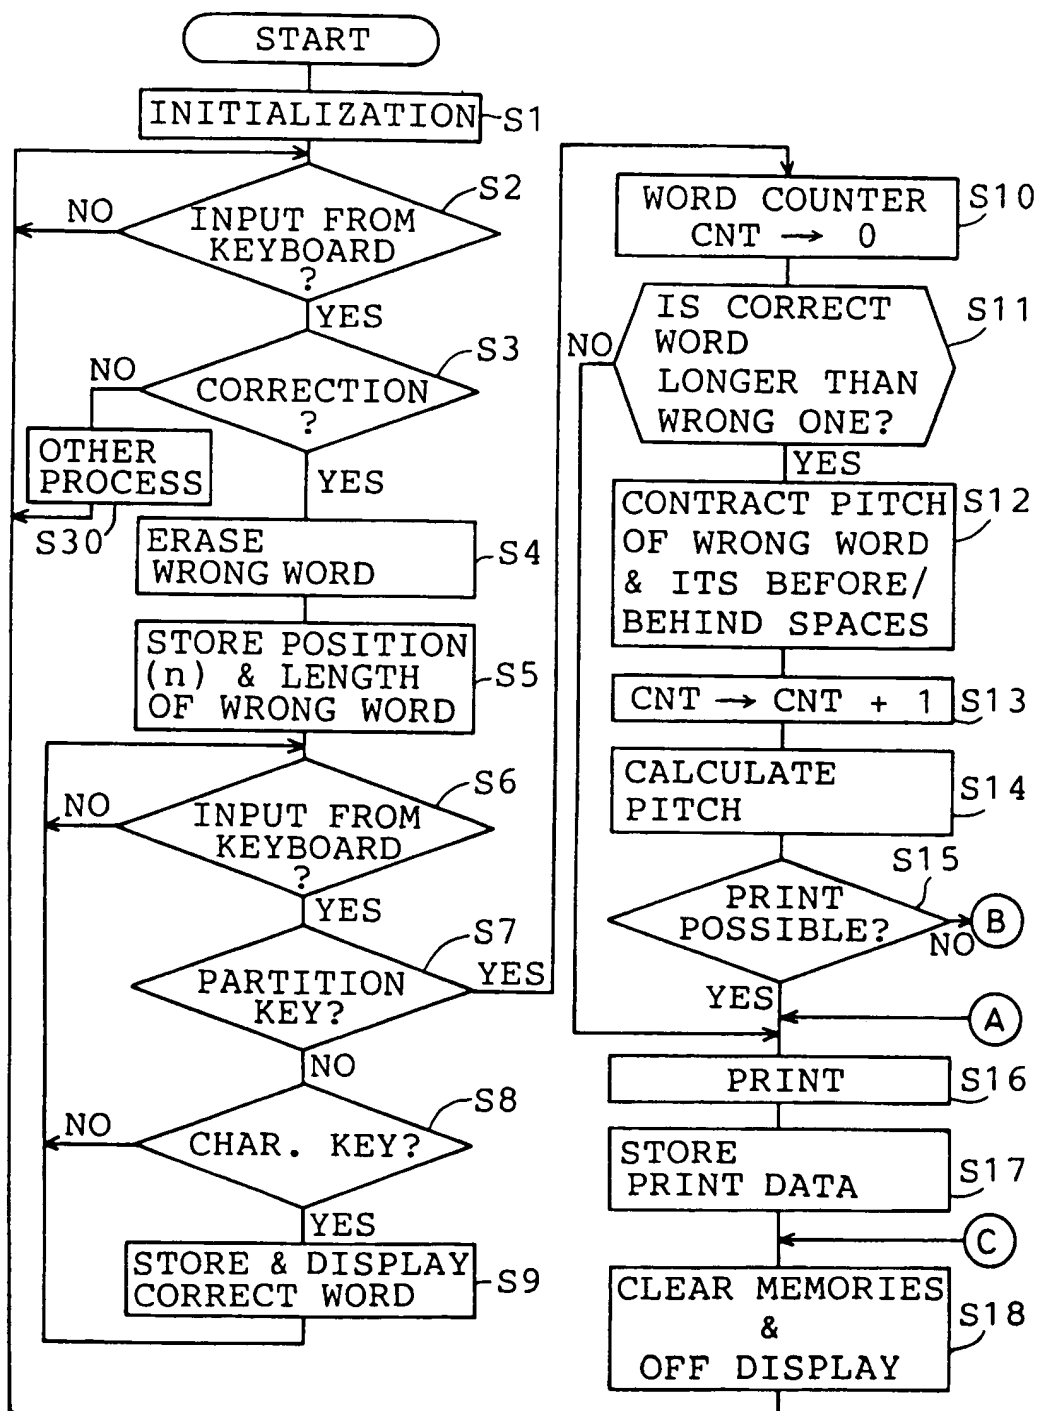 START
INITIALIZATION
S1
S2
NO
INPUT FROM
KEYBOARD
?
YES
S3
NO
CORRECTION
?
OTHER
PROCESS
YES
S30
ERASE
WRONG WORD
S4
STORE POSITION
(n) & LENGTH
OF WRONG WORD
S5
S6
NO
INPUT FROM
KEYBOARD
?
YES
S7
YES
PARTITION
KEY?
NO
S8
NO
CHAR. KEY?
YES
STORE & DISPLAY
CORRECT WORD
S9
WORD COUNTER
CNT → 0
S10
IS CORRECT
WORD
LONGER THAN
WRONG ONE?
S11
NO
YES
CONTRACT PITCH
OF WRONG WORD
& ITS BEFORE/
BEHIND SPACES
S12
CNT → CNT + 1
S13
CALCULATE
PITCH
S14
S15
PRINT
POSSIBLE?
NO
B
YES
A
PRINT
S16
STORE
PRINT DATA
S17
C
CLEAR MEMORIES
&
OFF DISPLAY
S18